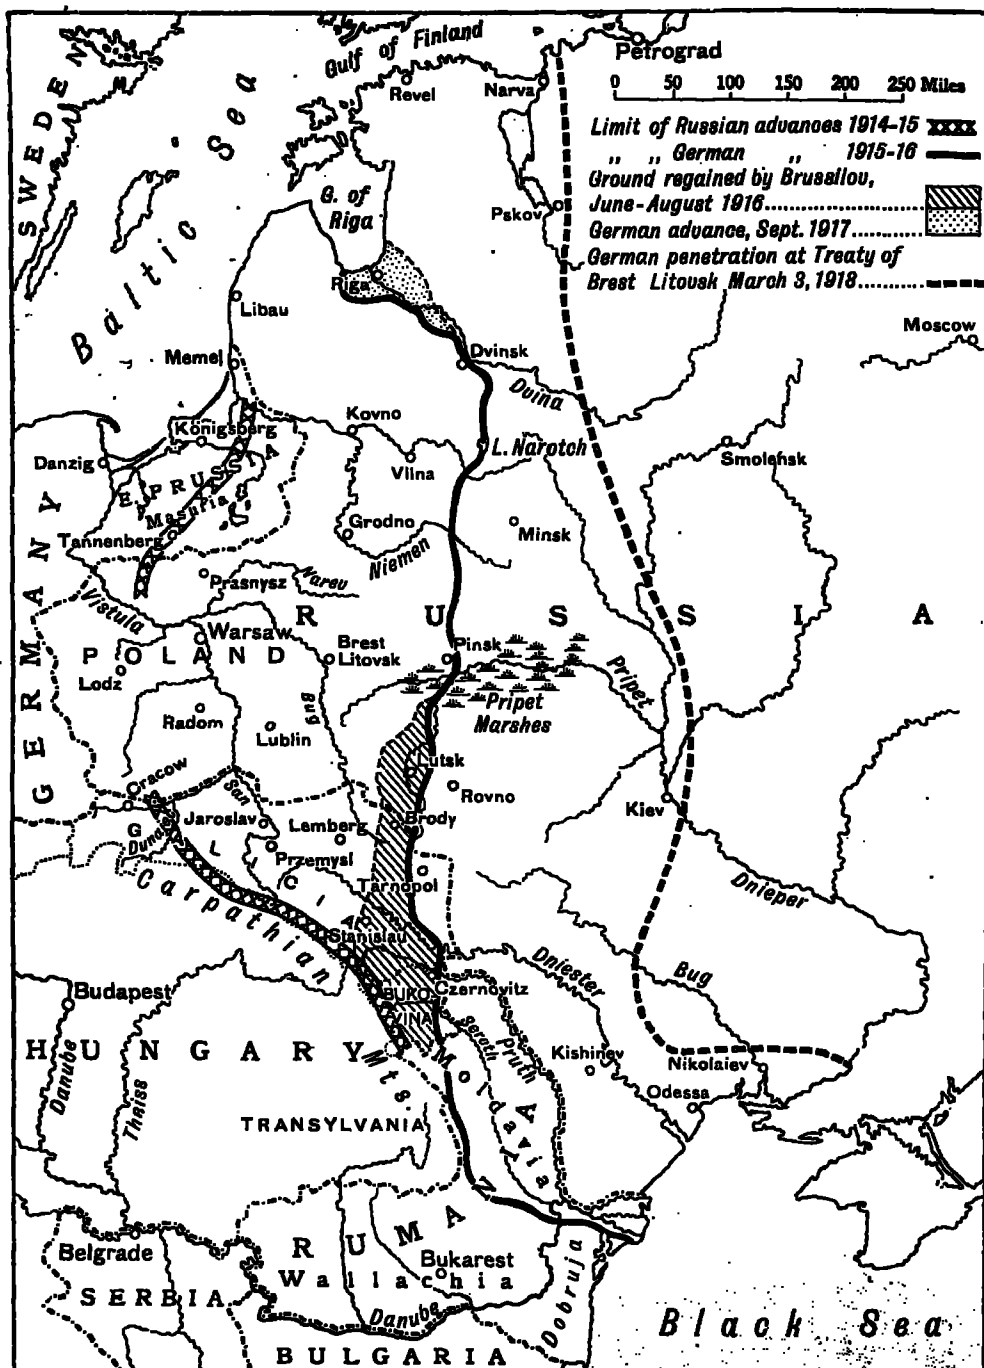 Petrograd
0 50 100 150 200 250 Miles
Limit of Russian advances 1914-15
„ „ German „ 1915-16
Ground regained by Brussilov,
June-August 1916
German advance, Sept. 1917
German penetration at Treaty of
Brest Litovsk March 3, 1918
SWEDEN
Baltic Sea
Gulf of Finland
Revel
Narva
G. of
Riga
Pskov
Riga
Libau
Moscow
Memel
Dvinsk
Dvina
Kovno
Königsberg
L. Narotch
Danzig
Vilna
Smolensk
E. PRUSSIA
Masuria
Tannenberg
Grodno
Niemen
Minsk
GERMANY
Prasnysz
Narev
Vistula
RUSSIA
Warsaw
POLAND
Brest
Litovsk
Pinsk
Lodz
Bug
Pripet
Pripet
Marshes
Radom
Lublin
Lutsk
Cracow
San
Rovno
Kiev
Jaroslav
Lemberg
Brody
GALICIA
Dunajec
Przemysl
Tarnopol
Carpathian Mts.
Dnieper
Stanislau
Dniester
Bug
Budapest
BUKO
VINA
Czernovitz
Sereth
Pruth
HUNGARY
Kishinev
Nikolaiev
Danube
Theiss
Moldavia
Odessa
TRANSYLVANIA
RUMANIA
Belgrade
Bukarest
Wallachia
SERBIA
Danube
Dobruja
Black Sea
BULGARIA